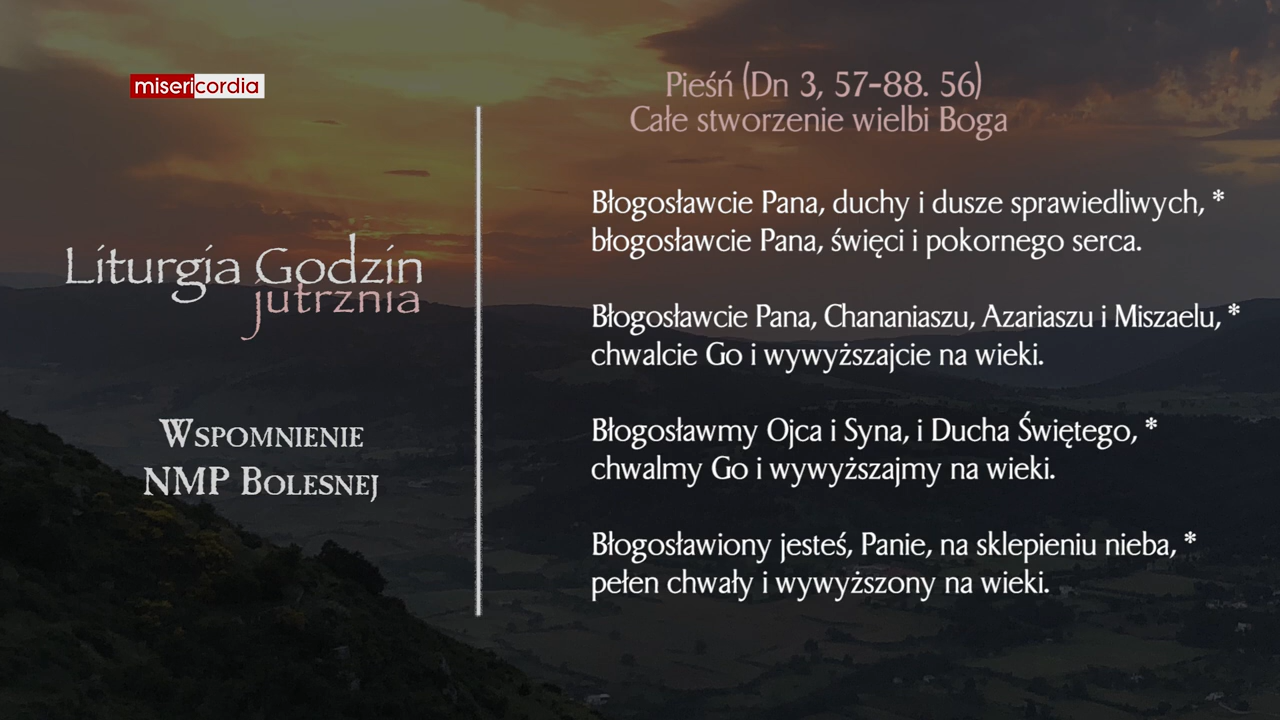 misericordia
Liturgia Godzin
jutrznia
Wspomnienie
NMP Bolesnej
Pieśń (Dn 3, 57-88. 56)
Całe stworzenie wielbi Boga
Błogosławcie Pana, duchy i dusze sprawiedliwych, *
błogosławcie Pana, święci i pokornego serca.
Błogosławcie Pana, Chananiaszu, Azariaszu i Miszaelu, *
chwalcie Go i wywyższajcie na wieki.
Błogosławmy Ojca i Syna, i Ducha Świętego, *
chwalmy Go i wywyższajmy na wieki.
Błogosławiony jesteś, Panie, na sklepieniu nieba, *
pełen chwały i wywyższony na wieki.